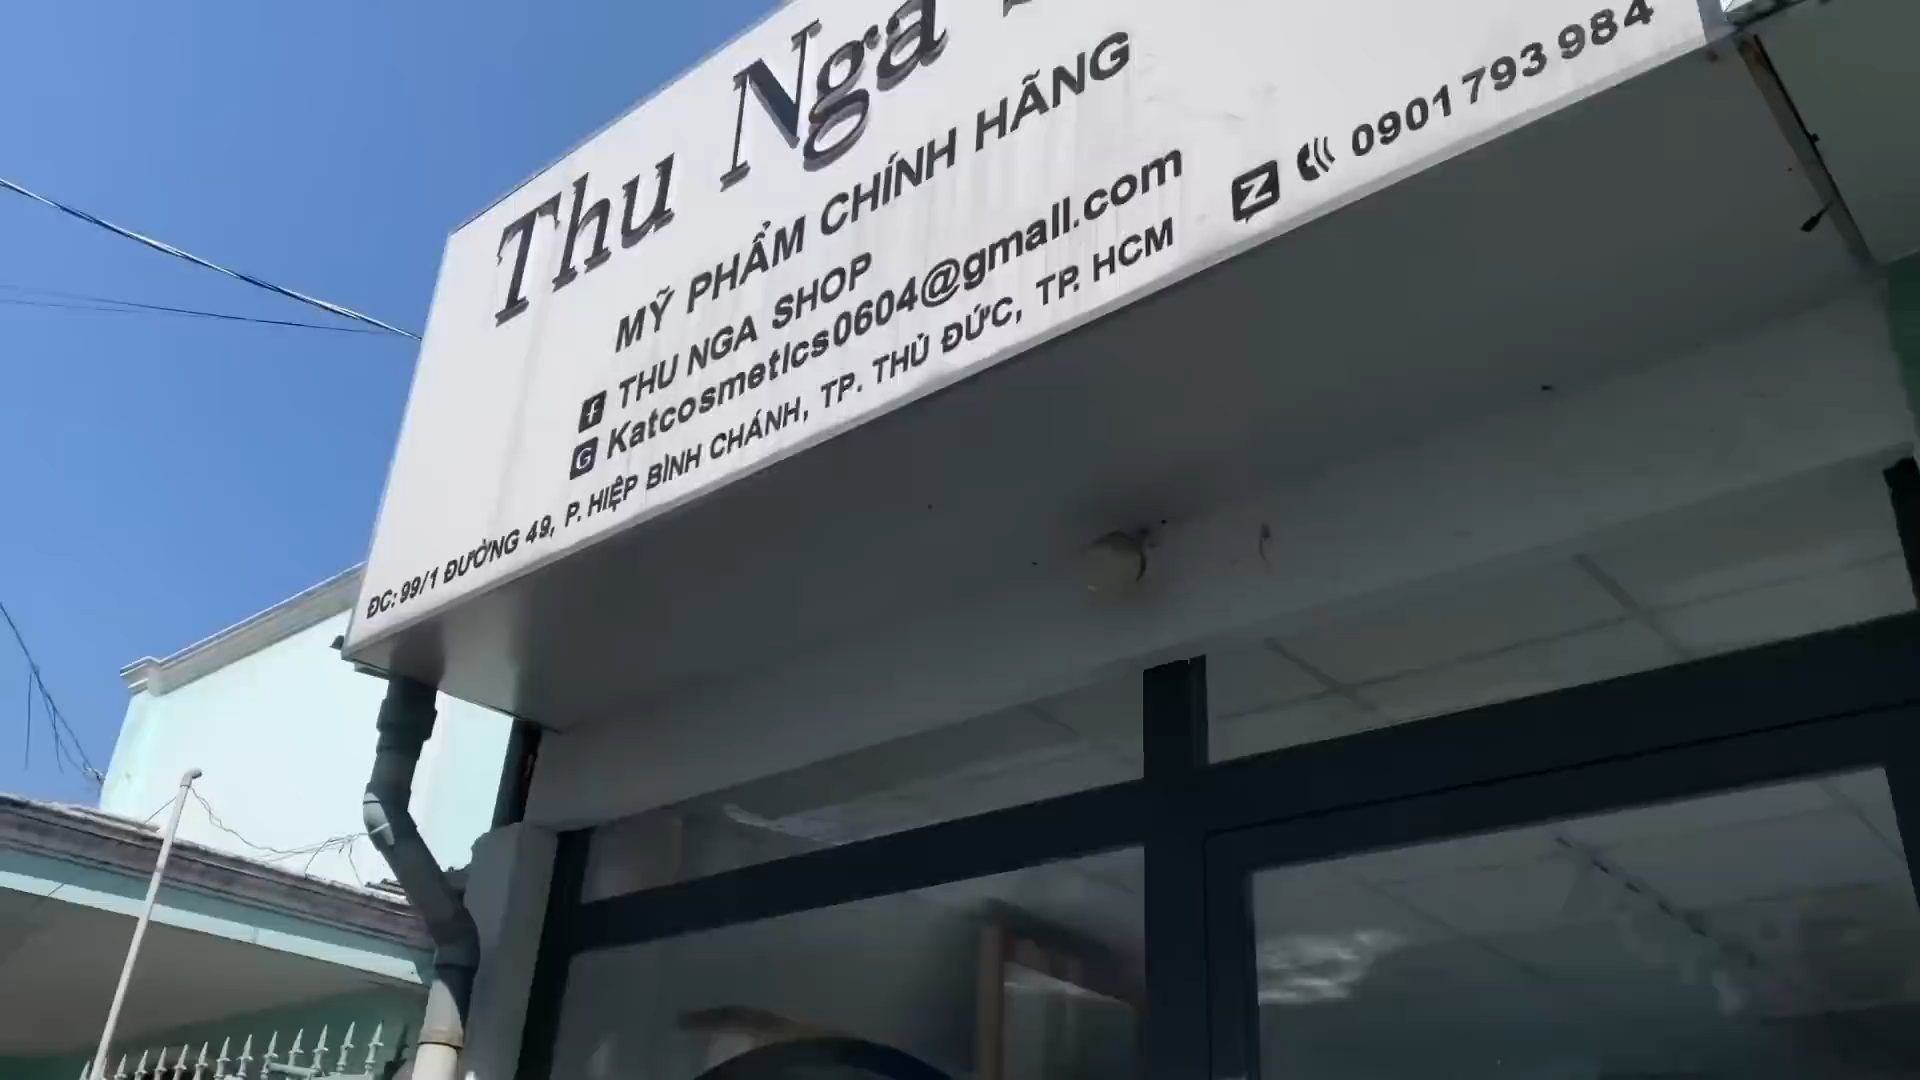 Thu Nga
MỸ PHẨM CHÍNH HÃNG
f THU NGA SHOP
G Katcosmetics0604@gmail.com
Z 0901 793 984
ĐC: 99/1 ĐƯỜNG 49, P. HIỆP BÌNH CHÁNH, TP. THỦ ĐỨC, TP. HCM